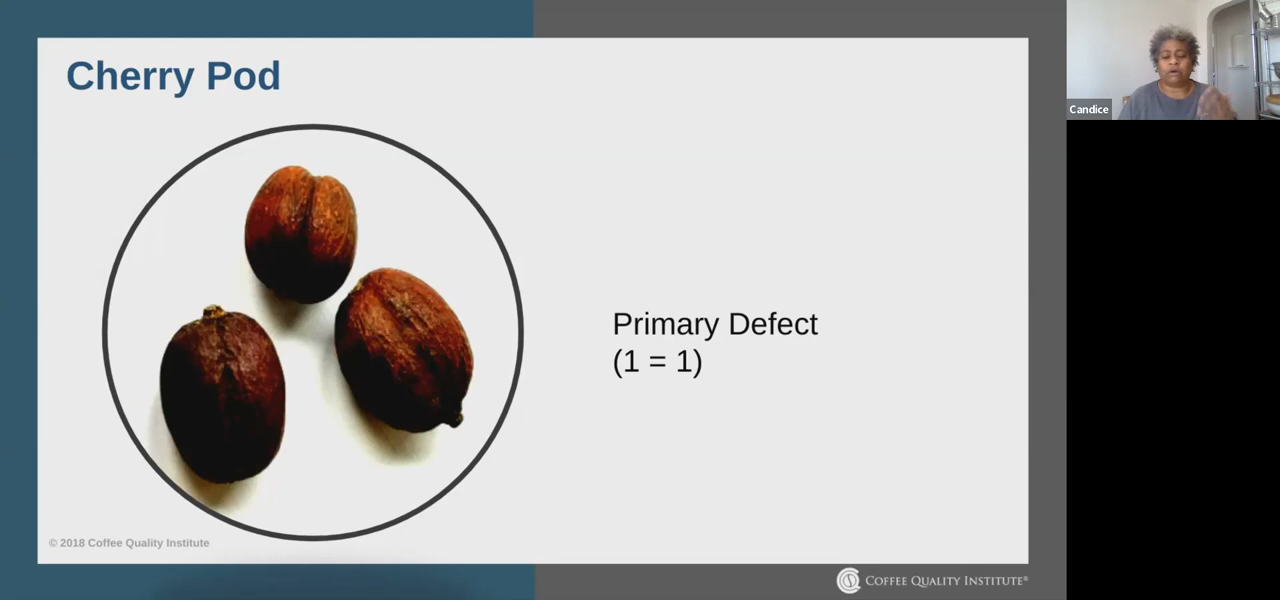 Cherry Pod
Candice
Primary Defect
(1 = 1)
© 2018 Coffee Quality Institute
COFFEE QUALITY INSTITUTE®